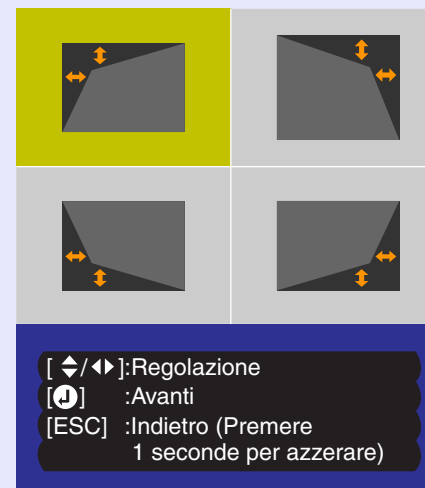 [ / ]:Regolazione
[ ] :Avanti
[ESC] :Indietro (Premere
1 seconde per azzerare)